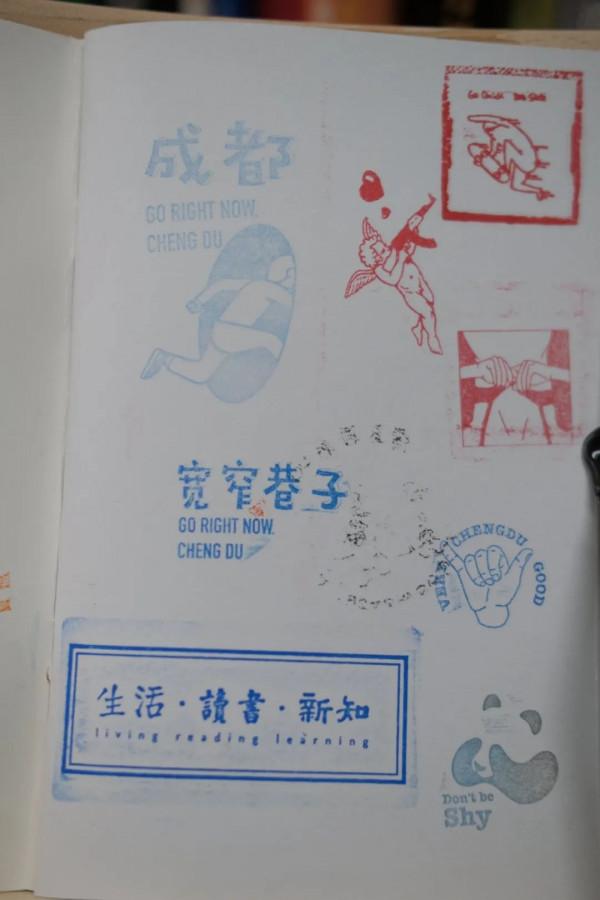 成都
GO RIGHT NOW.
CHENG DU
宽窄巷子
GO RIGHT NOW.
CHENG DU
CHENGDU GOOD
生活·讀書·新知
living reading learning
Don't be
Shy